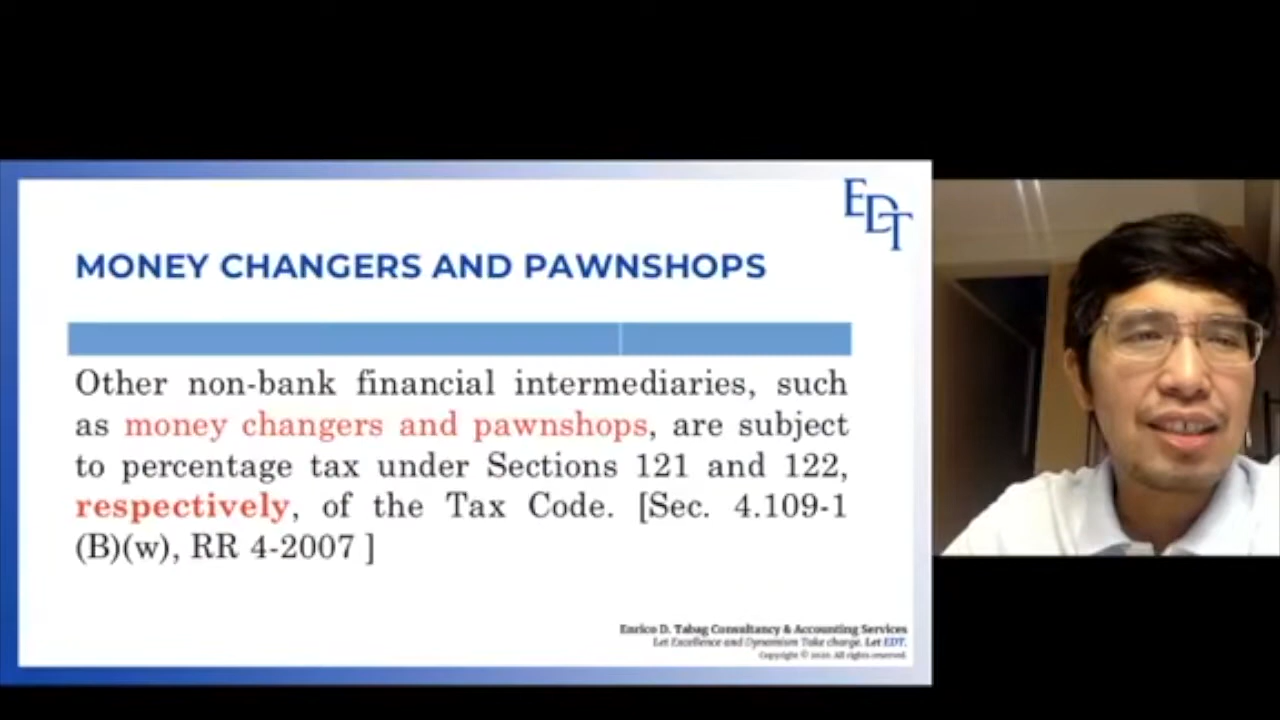 EDT
MONEY CHANGERS AND PAWNSHOPS
Other non-bank financial intermediaries, such
as money changers and pawnshops, are subject
to percentage tax under Sections 121 and 122,
respectively, of the Tax Code. [Sec. 4.109-1
(B)(w), RR 4-2007 ]
Enrico D. Tabag Consultancy & Accounting Services
Let Excellence and Dynamism Take charge. Let EDT.
Copyright © 2020. All rights reserved.